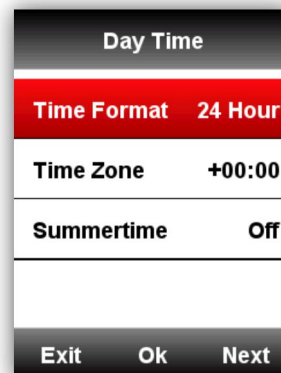 Day Time
Time Format 24 Hour
Time Zone +00:00
Summertime Off
Exit Ok Next